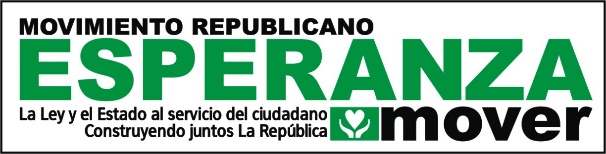 MOVIMIENTO REPUBLICANO
ESPERANZA
La Ley y el Estado al servicio del ciudadano
Construyendo juntos La República
mover